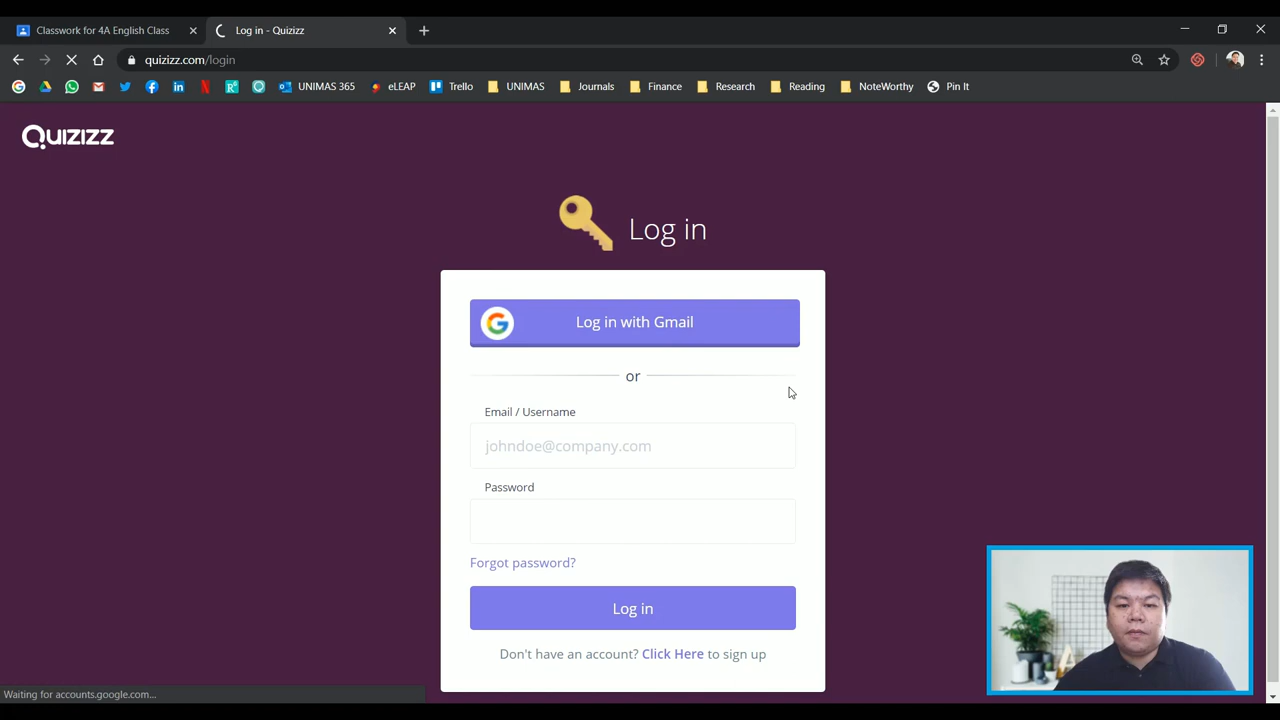 Classwork for 4A English Class
Log in - Quizizz
quizizz.com/login
UNIMAS 365 eLEAP Trello UNIMAS Journals Finance Research Reading NoteWorthy Pin It
Quizizz
Log in
Log in with Gmail
or
Email / Username
johndoe@company.com
Password
Forgot password?
Log in
Don't have an account? Click Here to sign up
Waiting for accounts.google.com...